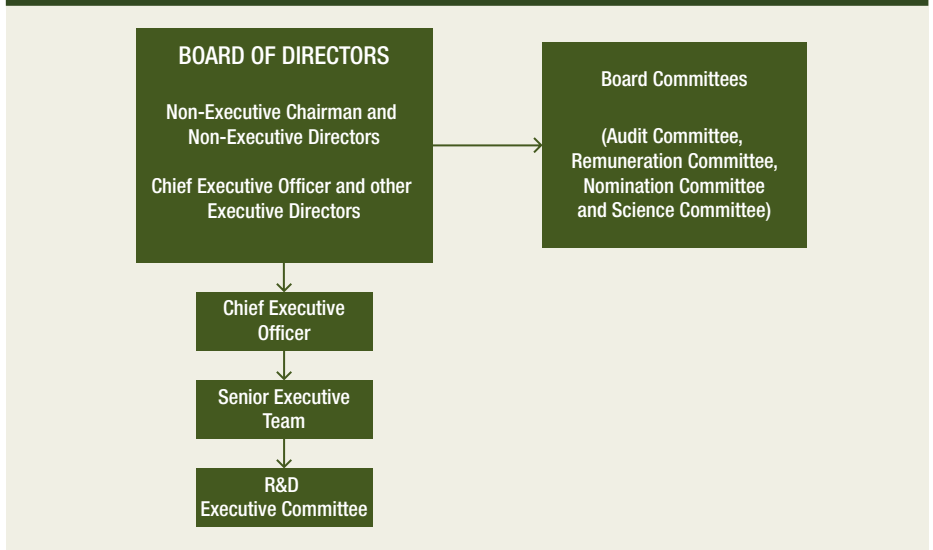 BOARD OF DIRECTORS
Non-Executive Chairman and
Non-Executive Directors
Chief Executive Officer and other
Executive Directors
Board Committees
(Audit Committee,
Remuneration Committee,
Nomination Committee
and Science Committee)
Chief Executive
Officer
Senior Executive
Team
R&D
Executive Committee